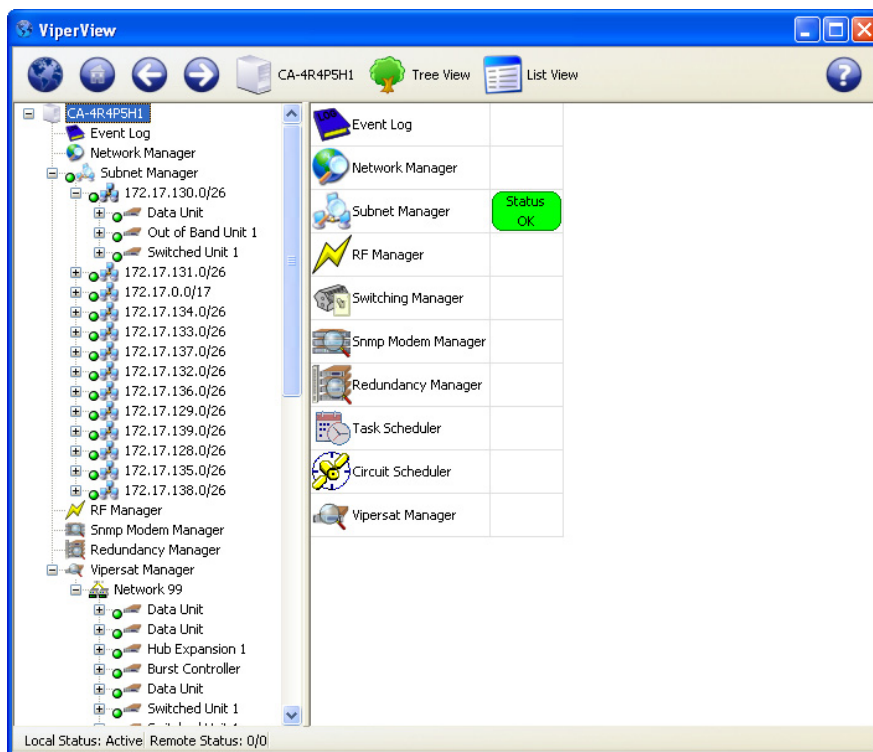 ViperView
CA-4R4P5H1
Tree View
List View
CA-4R4P5H1
Event Log
Network Manager
Subnet Manager
172.17.130.0/26
Data Unit
Out of Band Unit 1
Switched Unit 1
172.17.131.0/26
172.17.0.0/17
172.17.134.0/26
172.17.133.0/26
172.17.137.0/26
172.17.132.0/26
172.17.136.0/26
172.17.129.0/26
172.17.139.0/26
172.17.128.0/26
172.17.135.0/26
172.17.138.0/26
RF Manager
Snmp Modem Manager
Redundancy Manager
Vipersat Manager
Network 99
Data Unit
Data Unit
Hub Expansion 1
Burst Controller
Data Unit
Switched Unit 1
LOG
Event Log
Network Manager
Subnet Manager
Status
OK
RF Manager
Switching Manager
Snmp Modem Manager
Redundancy Manager
Task Scheduler
Circuit Scheduler
Vipersat Manager
Local Status: Active
Remote Status: 0/0